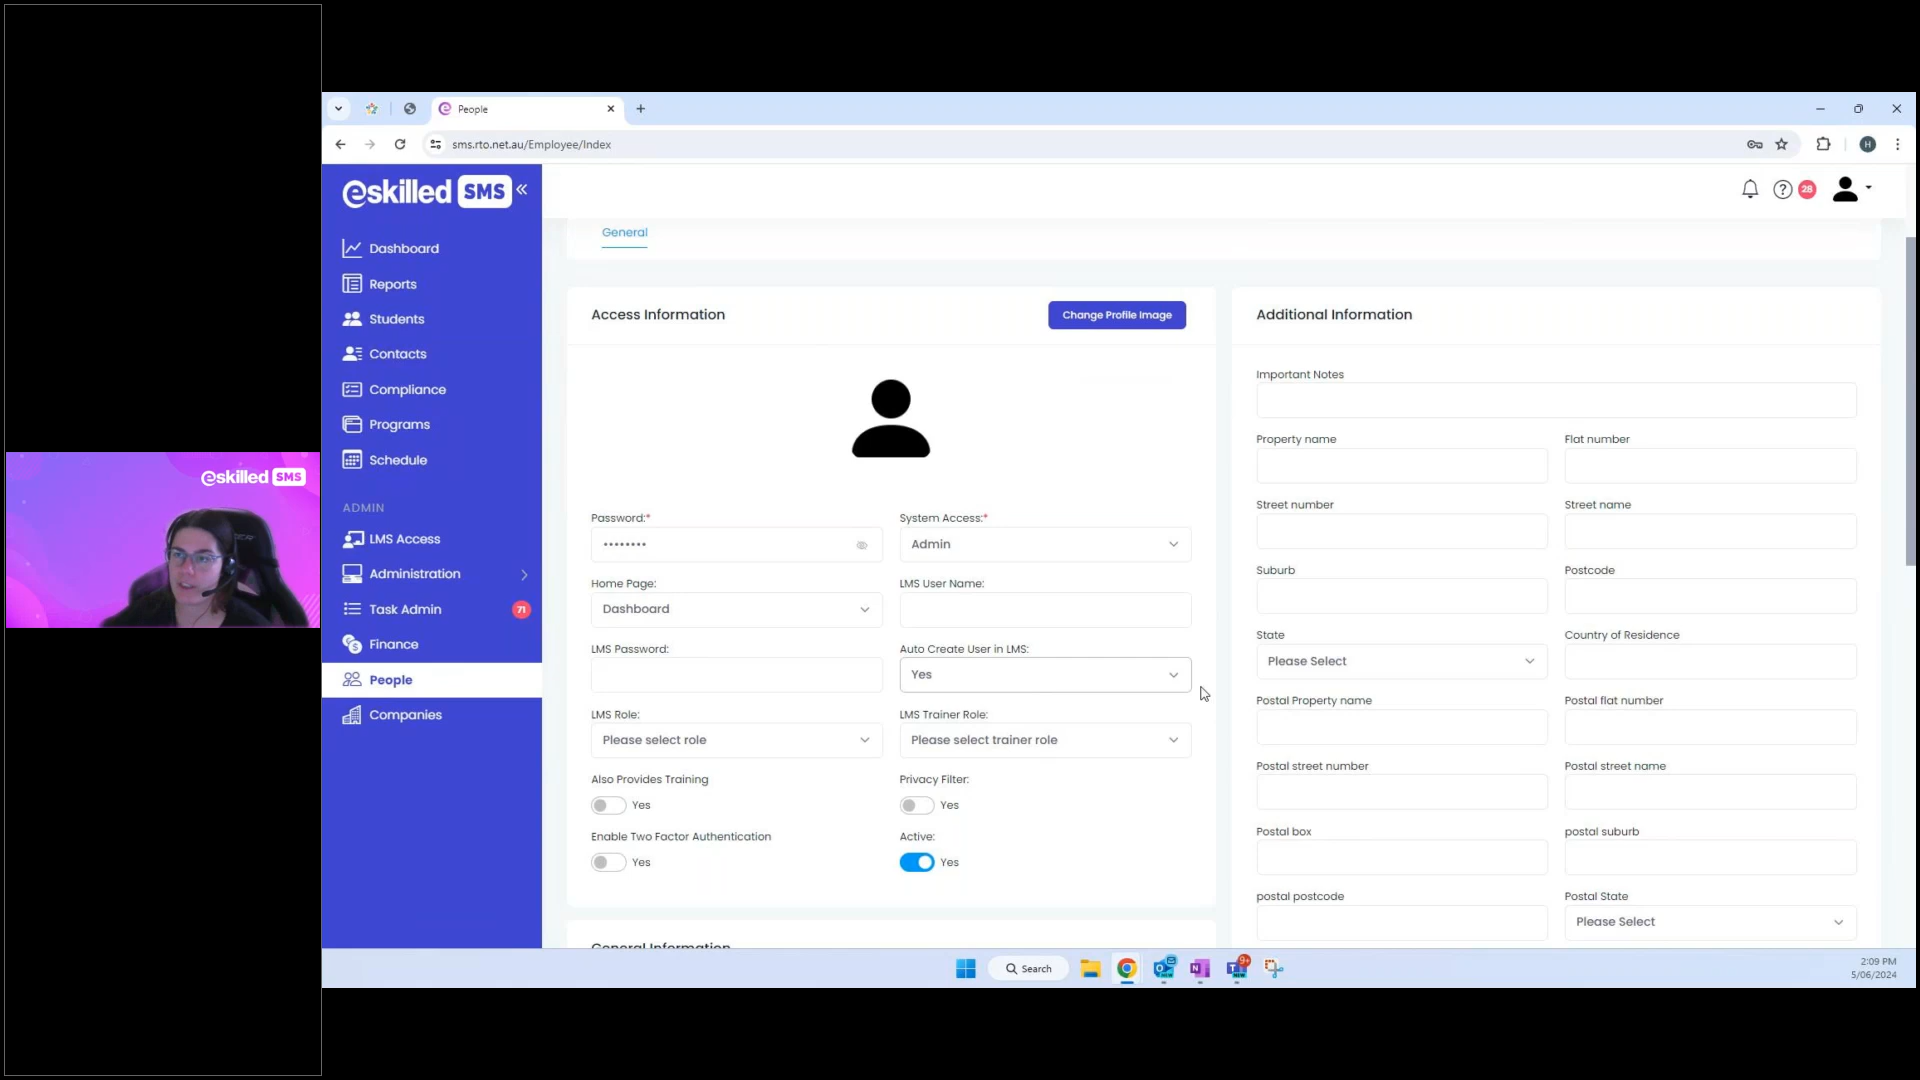 People
sms.rto.net.au/Employee/Index
H
eskilled SMS
28
Dashboard
Reports
Students
Contacts
Compliance
Programs
Schedule
ADMIN
LMS Access
Administration
Task Admin 71
Finance
People
Companies
General
Access Information
Change Profile Image
Password:*
••••••••
System Access:*
Admin
Home Page:
Dashboard
LMS User Name:
LMS Password:
Auto Create User in LMS:
Yes
LMS Role:
Please select role
LMS Trainer Role:
Please select trainer role
Also Provides Training
Yes
Privacy Filter:
Yes
Enable Two Factor Authentication
Yes
Active:
Yes
General Information
Additional Information
Important Notes
Property name
Flat number
Street number
Street name
Suburb
Postcode
State
Please Select
Country of Residence
Postal Property name
Postal flat number
Postal street number
Postal street name
Postal box
postal suburb
postal postcode
Postal State
Please Select
eskilled SMS
Search
9+
2:09 PM
5/06/2024